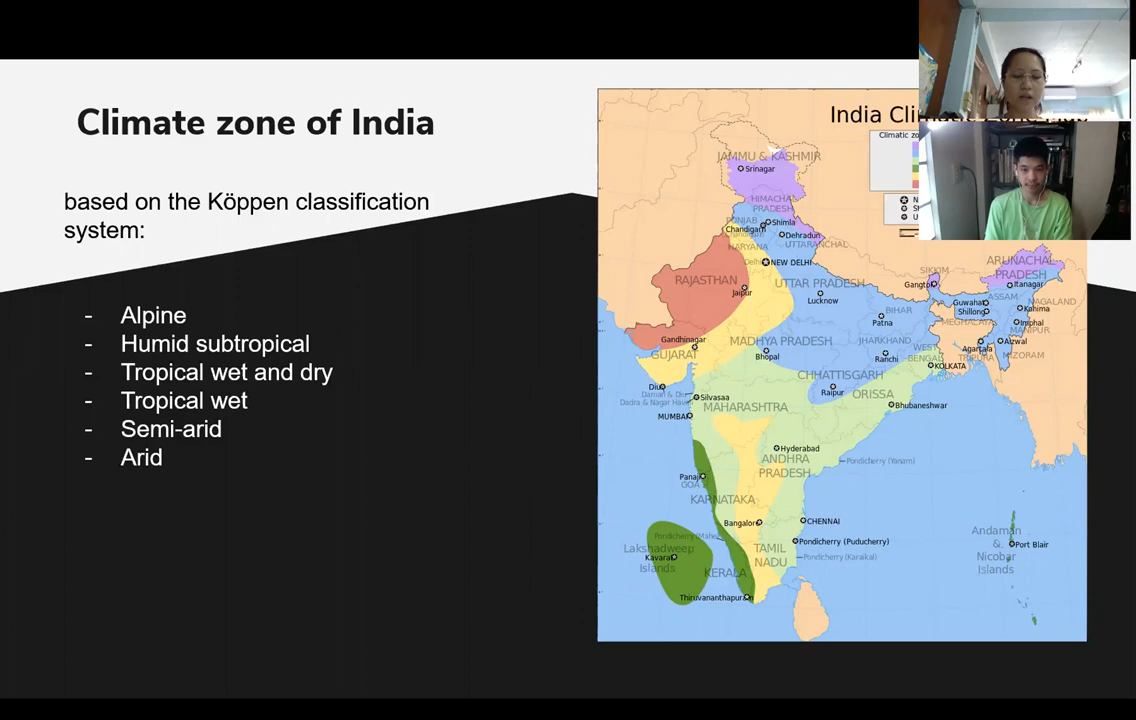 Climate zone of India
based on the Köppen classification
system:
- Alpine
- Humid subtropical
- Tropical wet and dry
- Tropical wet
- Semi-arid
- Arid
India
Climatic
JAMMU & KASHMIR
Srinagar
HIMACHAL
PRADESH
PUNJAB
Shimla
Chandigarh
Dehradun
UTTARANCHAL
HARYANA
Delhi
NEW DELHI
RAJASTHAN
Jaipur
UTTAR PRADESH
Lucknow
SIKKIM
Gangtok
ARUNACHAL
PRADESH
Itanagar
ASSAM
Guwahati
NAGALAND
Kohima
Shillong
MEGHALAYA
Imphal
MANIPUR
BIHAR
Patna
Gandhinagar
GUJARAT
MADHYA PRADESH
Bhopal
JHARKHAND
Ranchi
WEST
BENGAL
KOLKATA
Agartala
TRIPURA
Aizwal
MIZORAM
CHHATTISGARH
Raipur
ORISSA
Bhubaneshwar
Diu
Daman & Diu
Dadra & Nagar
Silvasaa
MUMBAI
MAHARASHTRA
Hyderabad
ANDHRA
PRADESH
Pondicherry (Yanam)
Panaji
GOA
KARNATAKA
Bangalore
CHENNAI
Pondicherry (Mahe)
Pondicherry (Puducherry)
Pondicherry (Karaikal)
TAMIL
NADU
Lakshadweep
Kavaratti
Islands
KERALA
Thiruvananthapuram
Andaman
&
Nicobar
Islands
Port Blair